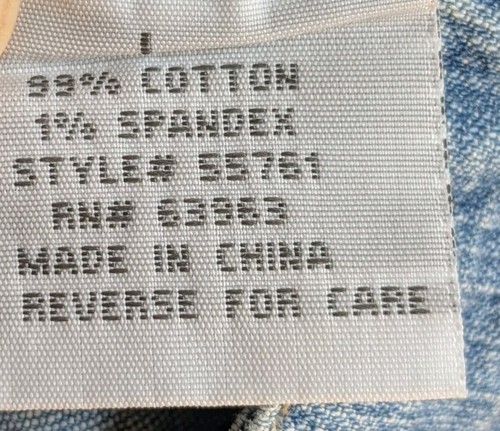 L
99% COTTON
1% SPANDEX
STYLE# 55761
RN# 63963
MADE IN CHINA
REVERSE FOR CARE